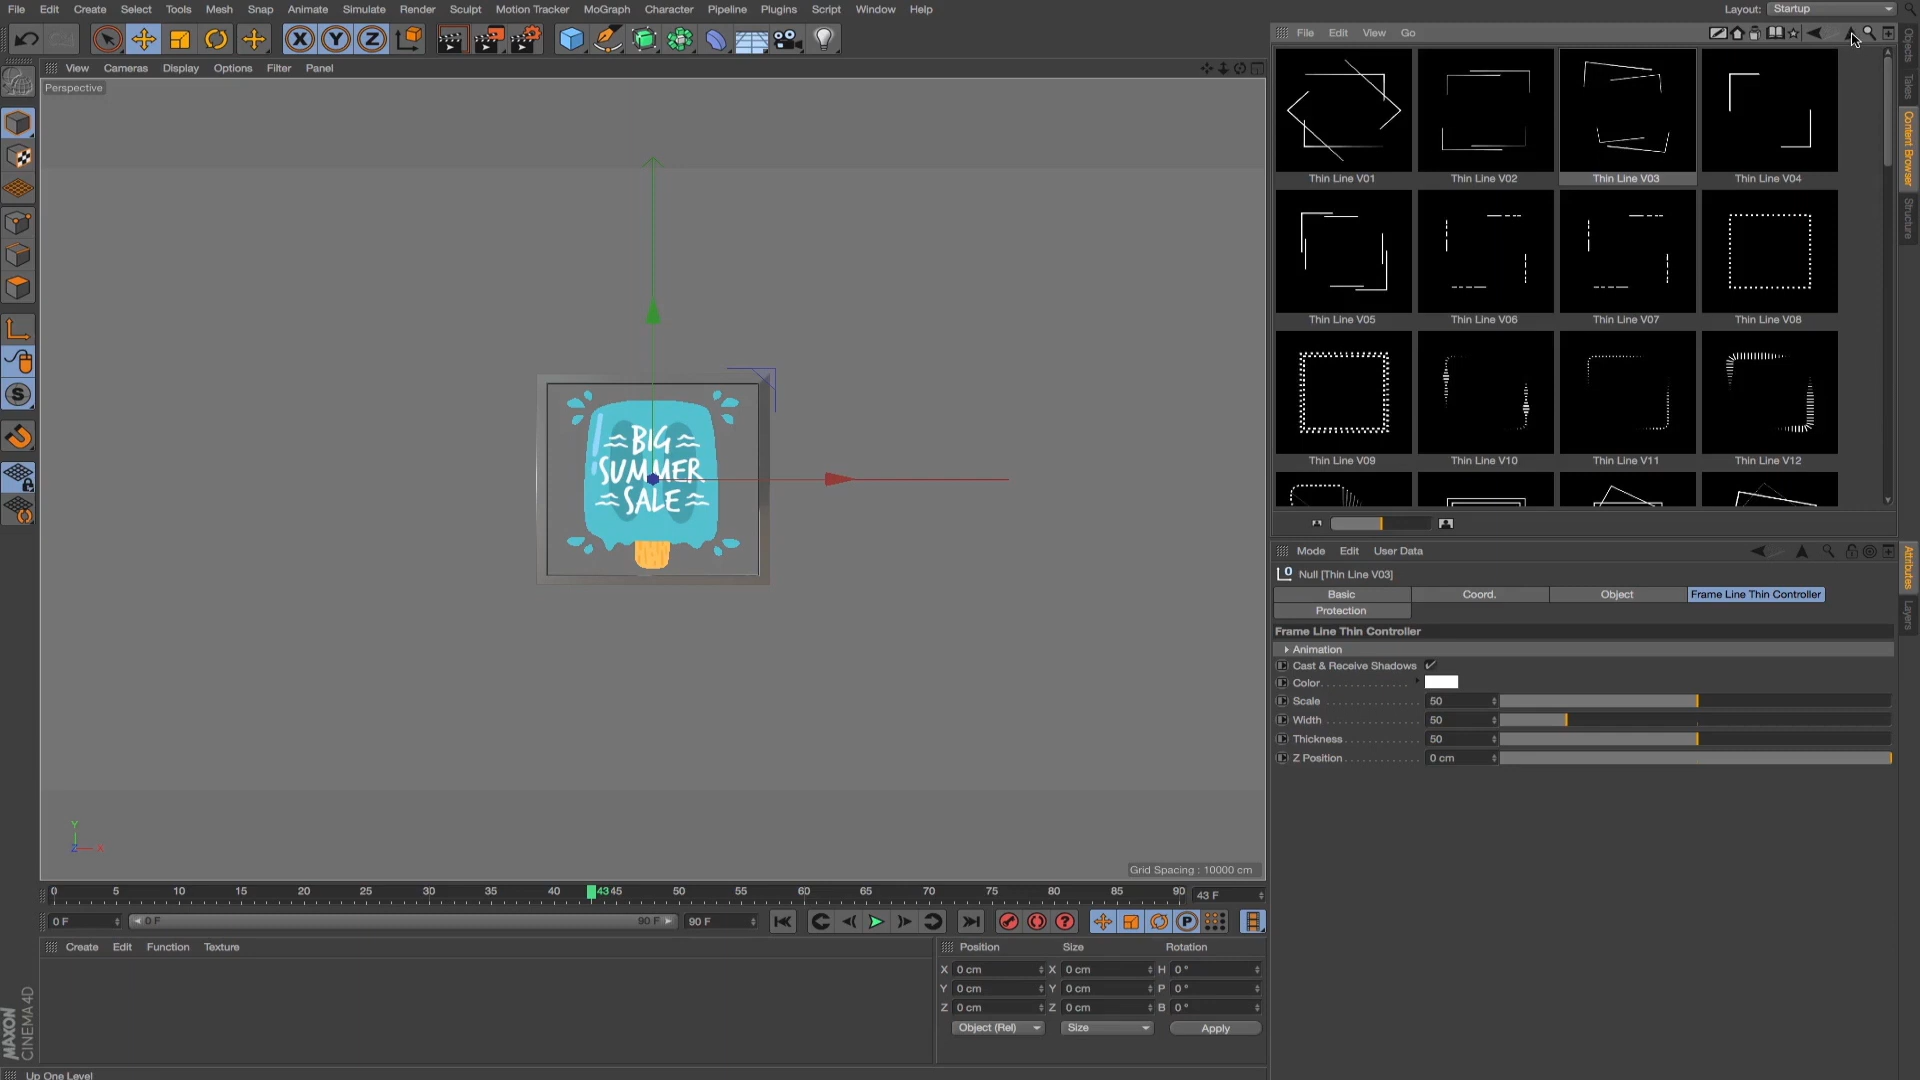 File Edit Create Select Tools Mesh Snap Animate Simulate Render Sculpt Motion Tracker MoGraph Character Pipeline Plugins Script Window Help
Layout: Startup
File Edit View Go
View Cameras Display Options Filter Panel
Perspective
Thin Line V01 Thin Line V02 Thin Line V03 Thin Line V04
Thin Line V05 Thin Line V06 Thin Line V07 Thin Line V08
Thin Line V09 Thin Line V10 Thin Line V11 Thin Line V12
Objects
Takes
Content Browser
Structure
BIG
SUMMER
SALE
Mode Edit User Data
Null [Thin Line V03]
Basic Coord. Object Frame Line Thin Controller
Protection
Frame Line Thin Controller
Animation
Cast & Receive Shadows
Color
Scale 50
Width 50
Thickness 50
Z Position 0 cm
Attributes
Layers
Y
Z X
Grid Spacing : 10000 cm
0 5 10 15 20 25 30 35 40 43 45 50 55 60 65 70 75 80 85 90 43 F
0 F 0 F 90 F 90 F
Create Edit Function Texture
Position Size Rotation
X 0 cm X 0 cm H 0 °
Y 0 cm Y 0 cm P 0 °
Z 0 cm Z 0 cm B 0 °
Object (Rel) Size Apply
MAXON
CINEMA 4D
Up One Level